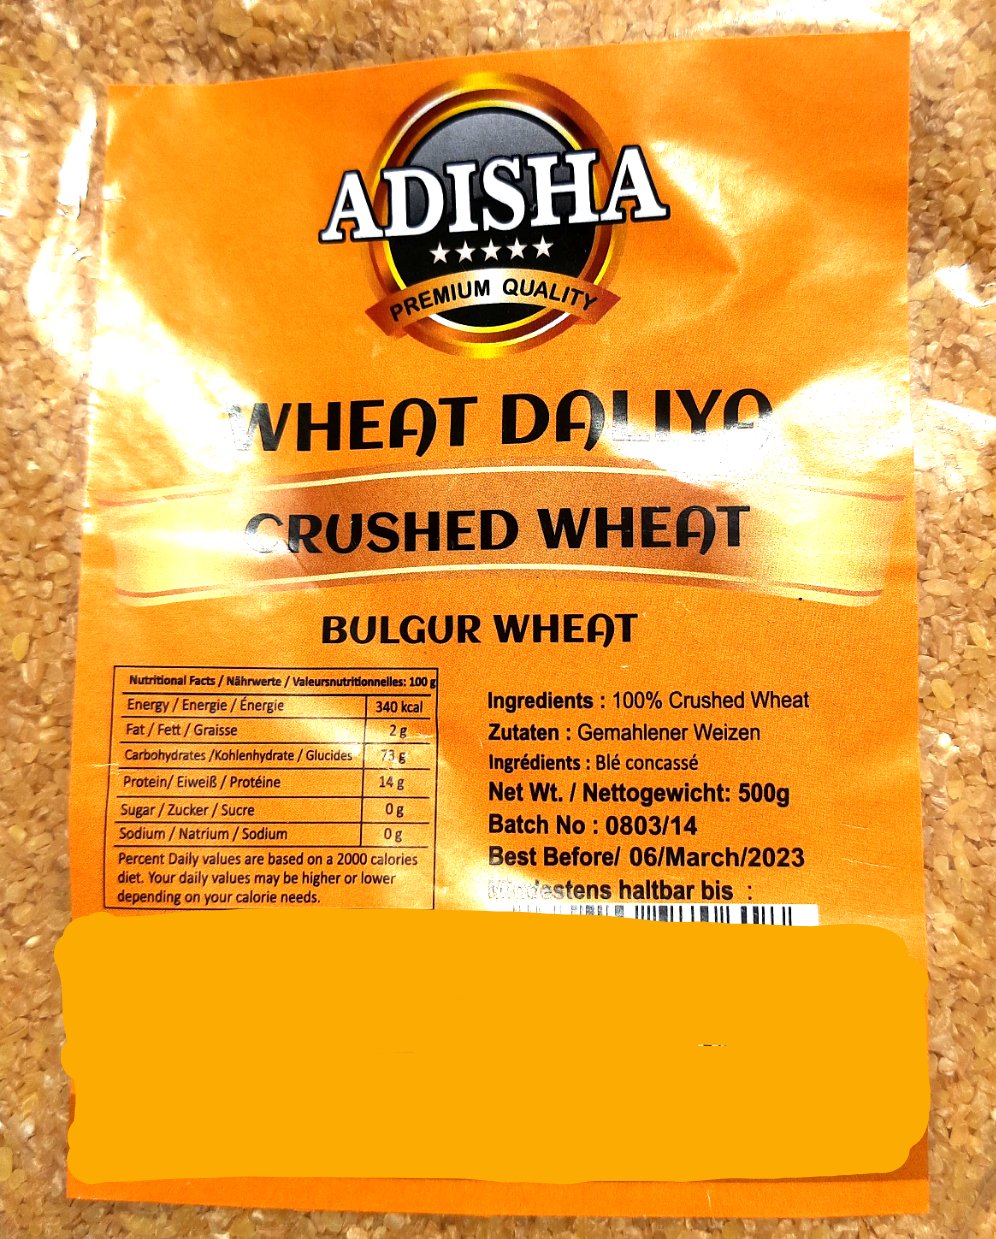 ADISHA
PREMIUM QUALITY
WHEAT DALIYA
CRUSHED WHEAT
BULGUR WHEAT
Nutritional Facts / Nährwerte / Valeursnutritionnelles: 100 g
Energy / Energie / Énergie 340 kcal
Fat / Fett / Graisse 2 g
Carbohydrates /Kohlenhydrate / Glucides 73 g
Protein/ Eiweiß / Protéine 14 g
Sugar / Zucker / Sucre 0 g
Sodium / Natrium / Sodium 0 g
Percent Daily values are based on a 2000 calories
diet. Your daily values may be higher or lower
depending on your calorie needs.
Ingredients : 100% Crushed Wheat
Zutaten : Gemahlener Weizen
Ingrédients : Blé concassé
Net Wt. / Nettogewicht: 500g
Batch No : 0803/14
Best Before/ 06/March/2023
Mindestens haltbar bis :